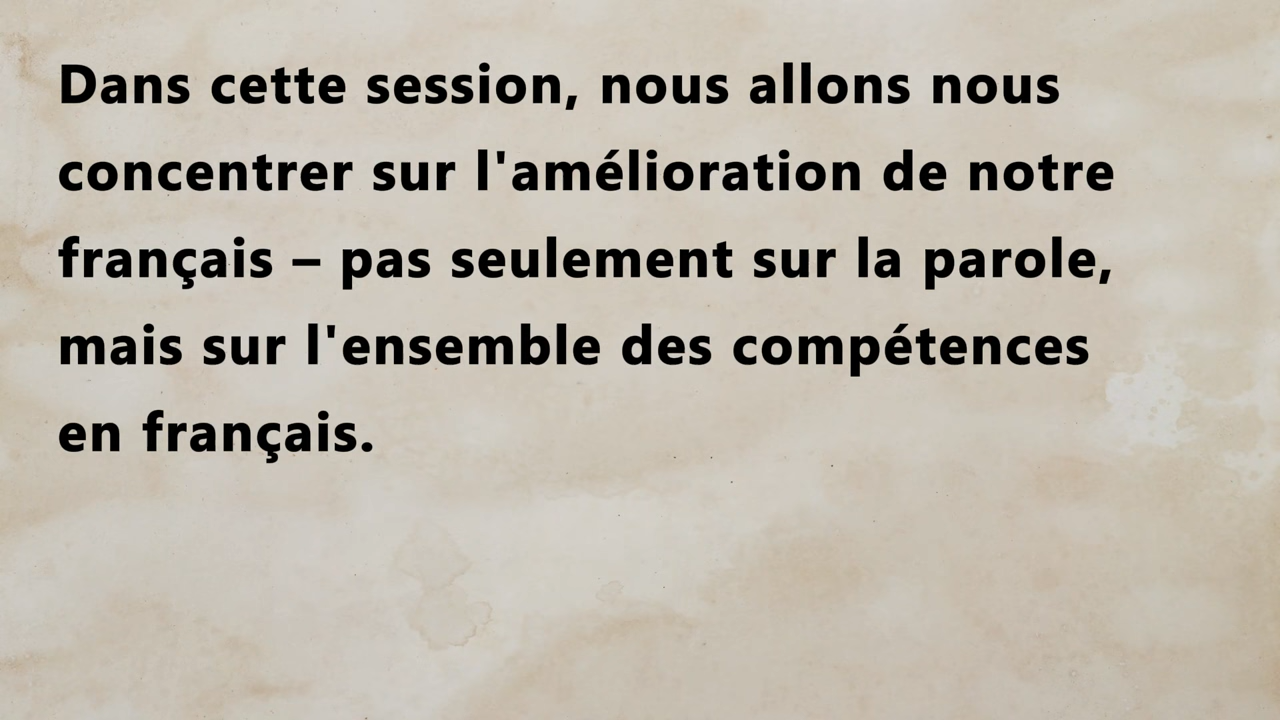 Dans cette session, nous allons nous
concentrer sur l'amélioration de notre
français – pas seulement sur la parole,
mais sur l'ensemble des compétences
en français.